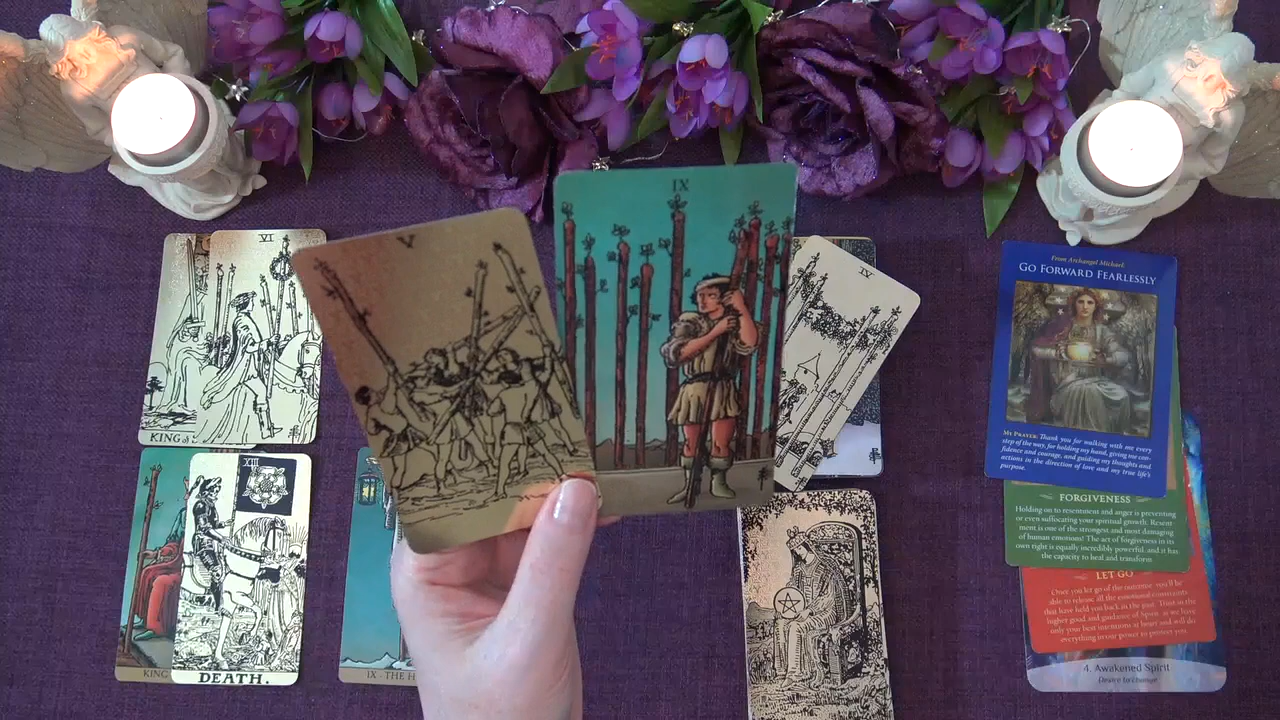 VI
KING
XIII
KING
DEATH.
IX - THE H
V
IX
IV
From Archangel Michael:
GO FORWARD FEARLESSLY
MY PRAYER: Thank you for walking with me every
step of the way, for holding my hand, giving me con-
fidence and courage, and guiding my thoughts and
actions in the direction of love and my true life's
purpose.
FORGIVENESS
Holding on to resentment and anger is preventing
or even suffocating your spiritual growth. Resent
ment is one of the strongest and most damaging
of human emotions! The act of forgiveness in its
own right is equally incredibly powerful, and it has
the capacity to heal and transform
LET GO
Once you let go of the outcome, you'll be
able to release all the emotional constraints
that have held you back in the past. Trust in the
higher good and guidance of Spirit, as we have
only your best intentions at heart and will do
everything in our power to protect you.
4. Awakened Spirit
Desire to change